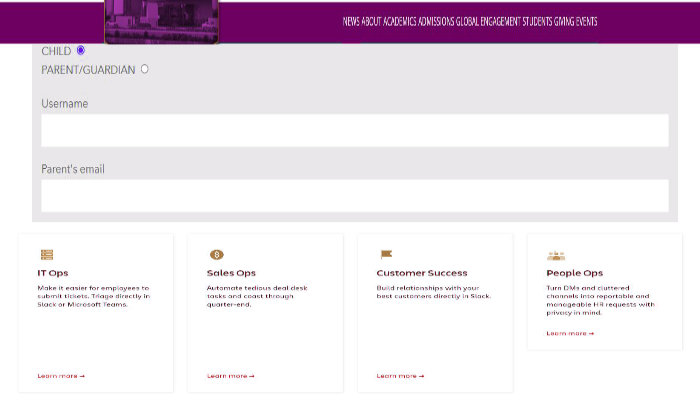 NEWS ABOUT ACADEMICS ADMISSIONS GLOBAL ENGAGEMENT STUDENTS GIVING EVENTS
CHILD
PARENT/GUARDIAN
Username
Parent's email
IT Ops
Make it easier for employees to
submit tickets. Triage directly in
Slack or Microsoft Teams.
Learn more →
Sales Ops
Automate tedious deal desk
tasks and coast through
quarter-end.
Learn more →
Customer Success
Build relationships with your
best customers directly in Slack.
Learn more →
People Ops
Turn DMs and cluttered
channels into reportable and
manageable HR requests with
privacy in mind.
Learn more →